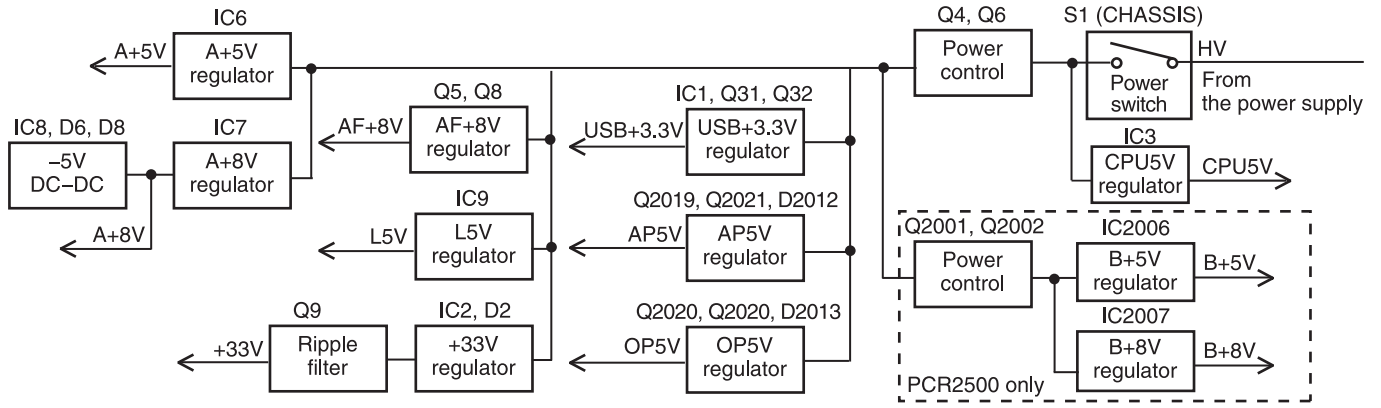 IC6
A+5V
A+5V
regulator
IC8, D6, D8
–5V
DC–DC
IC7
A+8V
regulator
A+8V
Q5, Q8
AF+8V
AF+8V
regulator
IC9
L5V
L5V
regulator
Q9
+33V
Ripple
filter
IC2, D2
+33V
regulator
IC1, Q31, Q32
USB+3.3V
USB+3.3V
regulator
Q2019, Q2021, D2012
AP5V
AP5V
regulator
Q2020, Q2020, D2013
OP5V
OP5V
regulator
Q4, Q6
Power
control
S1 (CHASSIS)
Power
switch
HV
From
the power supply
IC3
CPU5V
regulator
CPU5V
Q2001, Q2002
Power
control
IC2006
B+5V
regulator
B+5V
IC2007
B+8V
regulator
B+8V
PCR2500 only